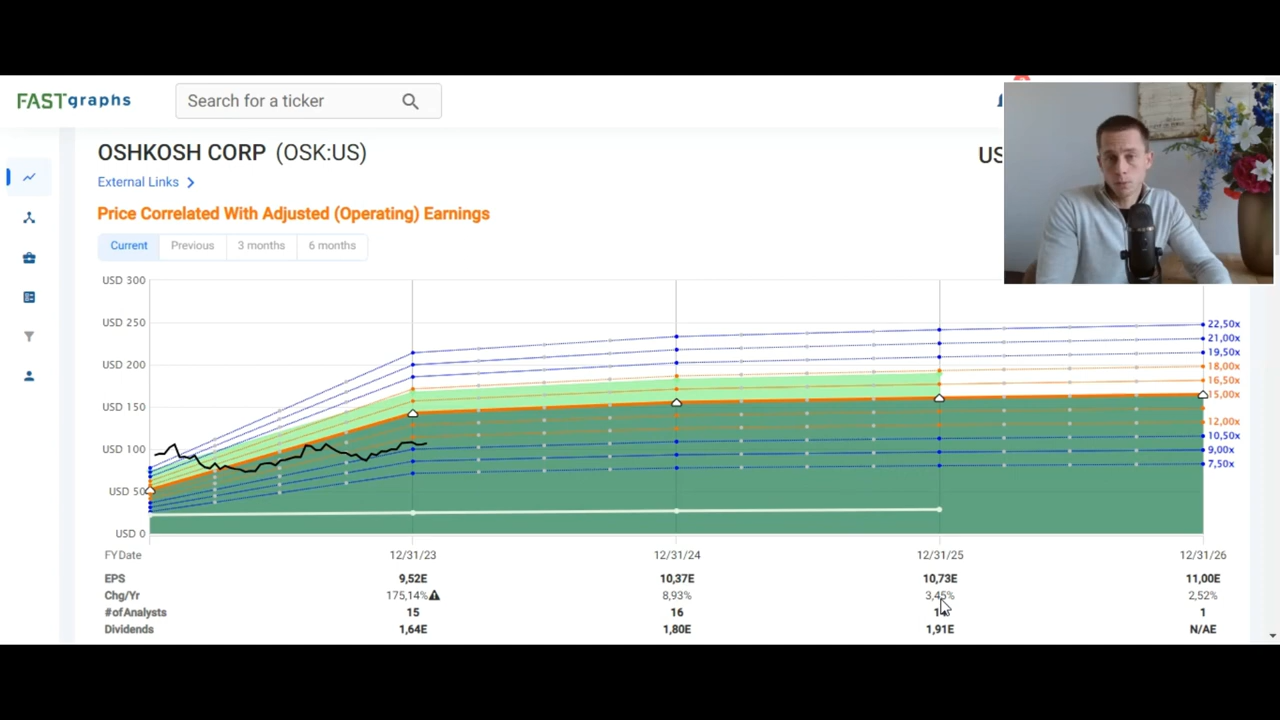 FASTgraphs
Search for a ticker
OSHKOSH CORP (OSK:US)
US
External Links
Price Correlated With Adjusted (Operating) Earnings
Current Previous 3 months 6 months
USD 300
USD 250
USD 200
USD 150
USD 100
USD 50
USD 0
22,50x
21,00x
19,50x
18,00x
16,50x
15,00x
12,00x
10,50x
9,00x
7,50x
FY Date 12/31/23 12/31/24 12/31/25 12/31/26
EPS 9,52E 10,37E 10,73E 11,00E
Chg/Yr 175,14% 8,93% 3,45% 2,52%
#ofAnalysts 15 16 1
Dividends 1,64E 1,80E 1,91E N/AE